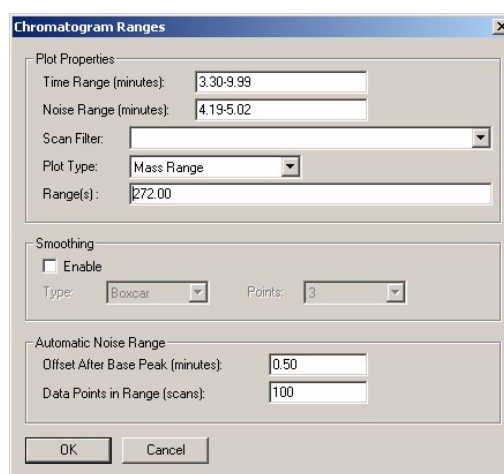 Chromatogram Ranges
Plot Properties
Time Range (minutes): 3.30-9.99
Noise Range (minutes): 4.19-5.02
Scan Filter:
Plot Type: Mass Range
Range(s) : 272.00
Smoothing
Enable
Type: Boxcar Points: 3
Automatic Noise Range
Offset After Base Peak (minutes): 0.50
Data Points in Range (scans): 100
OK Cancel